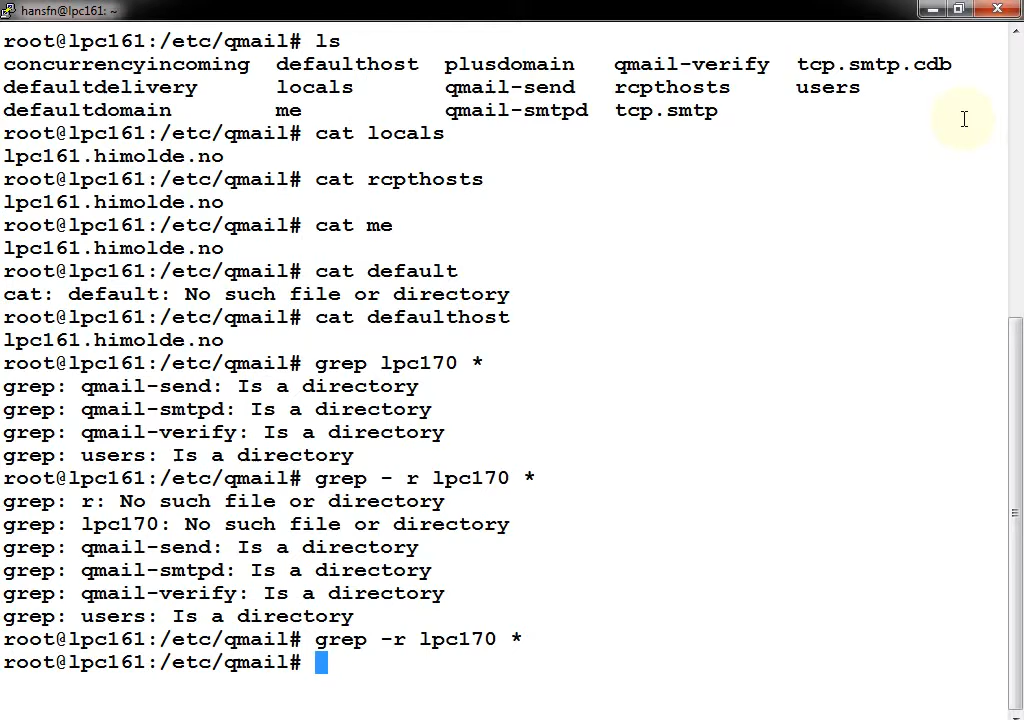 hansfn@lpc161: ~
root@lpc161:/etc/qmail# ls
concurrencyincoming  defaulthost  plusdomain   qmail-verify  tcp.smtp.cdb
defaultdelivery      locals       qmail-send   rcpthosts     users
defaultdomain        me           qmail-smtpd  tcp.smtp
root@lpc161:/etc/qmail# cat locals
lpc161.himolde.no
root@lpc161:/etc/qmail# cat rcpthosts
lpc161.himolde.no
root@lpc161:/etc/qmail# cat me
lpc161.himolde.no
root@lpc161:/etc/qmail# cat default
cat: default: No such file or directory
root@lpc161:/etc/qmail# cat defaulthost
lpc161.himolde.no
root@lpc161:/etc/qmail# grep lpc170 *
grep: qmail-send: Is a directory
grep: qmail-smtpd: Is a directory
grep: qmail-verify: Is a directory
grep: users: Is a directory
root@lpc161:/etc/qmail# grep - r lpc170 *
grep: r: No such file or directory
grep: lpc170: No such file or directory
grep: qmail-send: Is a directory
grep: qmail-smtpd: Is a directory
grep: qmail-verify: Is a directory
grep: users: Is a directory
root@lpc161:/etc/qmail# grep -r lpc170 *
root@lpc161:/etc/qmail#